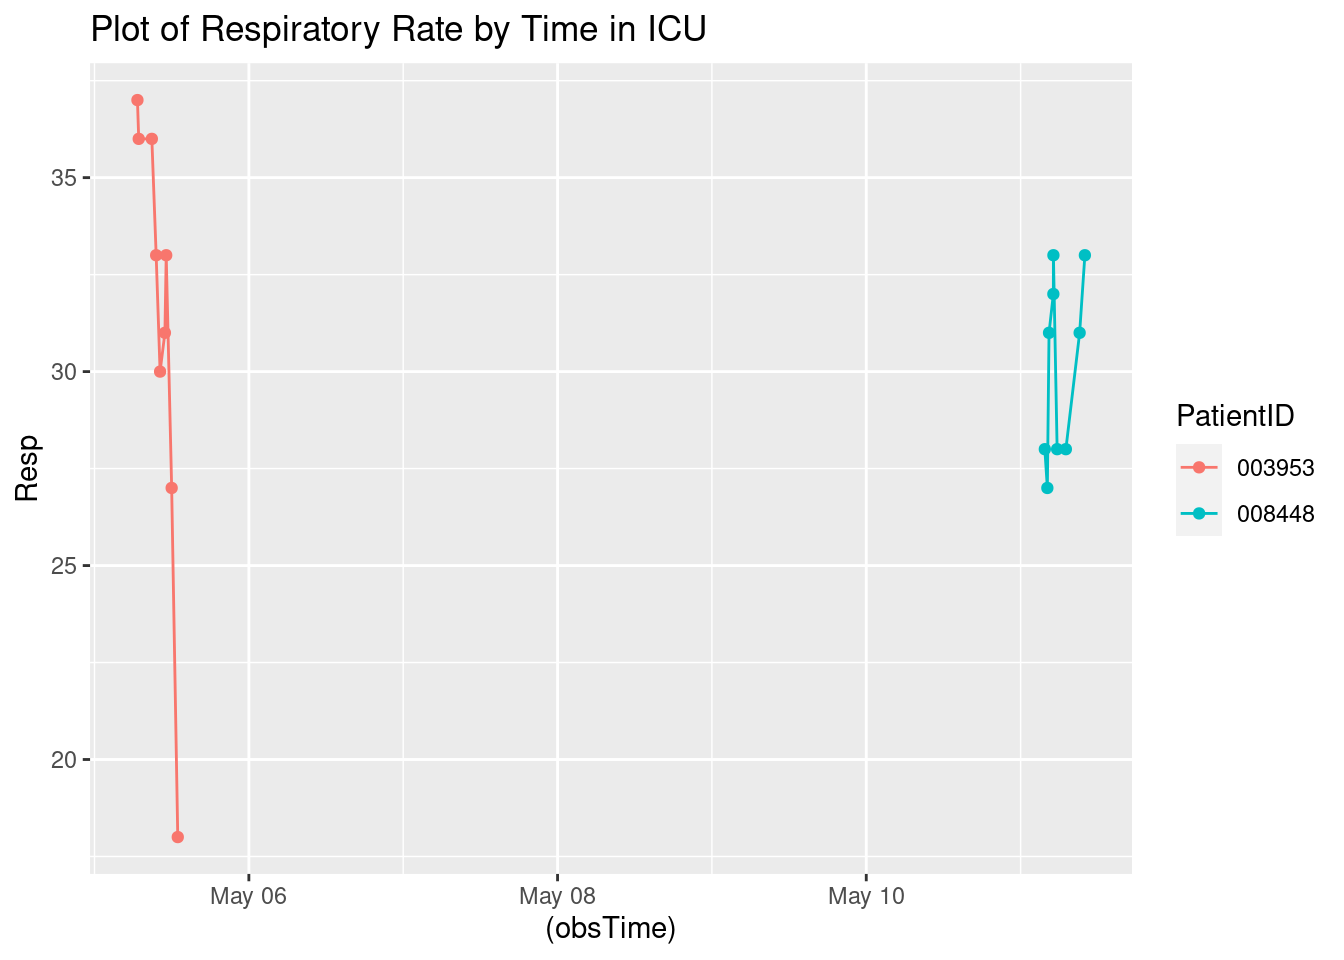 Plot of Respiratory Rate by Time in ICU
35
30
25
20
Resp
May 06
May 08
May 10
(obsTime)
PatientID
003953
008448